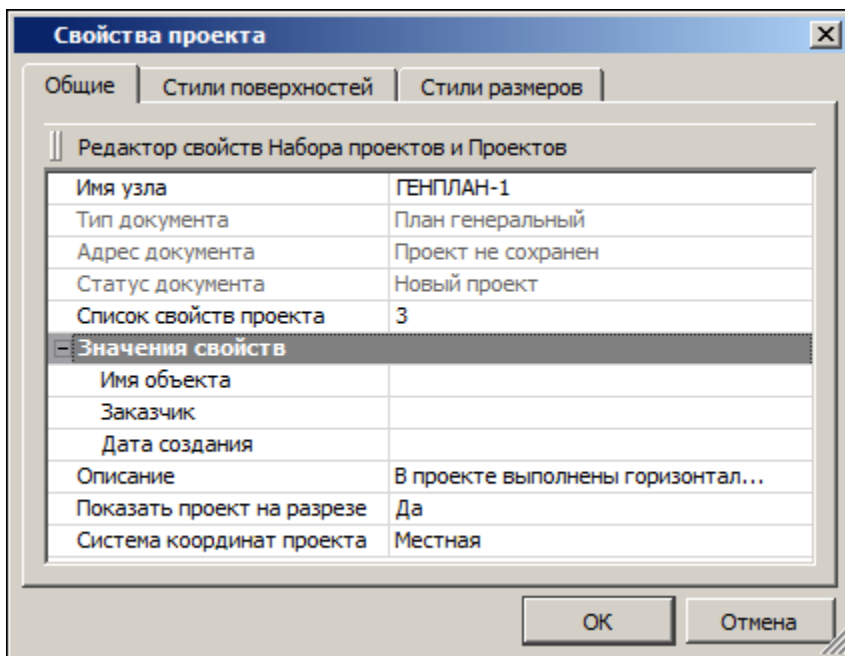 Свойства проекта
Общие Стили поверхностей Стили размеров
Редактор свойств Набора проектов и Проектов
Имя узла ГЕНПЛАН-1
Тип документа План генеральный
Адрес документа Проект не сохранен
Статус документа Новый проект
Список свойств проекта 3
Значения свойств
Имя объекта
Заказчик
Дата создания
Описание В проекте выполнены горизонтал...
Показать проект на разрезе Да
Система координат проекта Местная
ОК Отмена